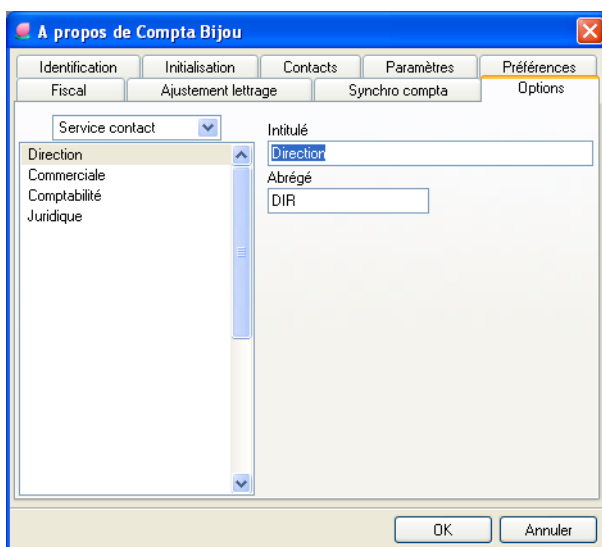 A propos de Compta Bijou
Identification
Initialisation
Contacts
Paramètres
Préférences
Fiscal
Ajustement lettrage
Synchro compta
Options
Service contact
Direction
Commerciale
Comptabilité
Juridique
Intitulé
Direction
Abrégé
DIR
OK
Annuler